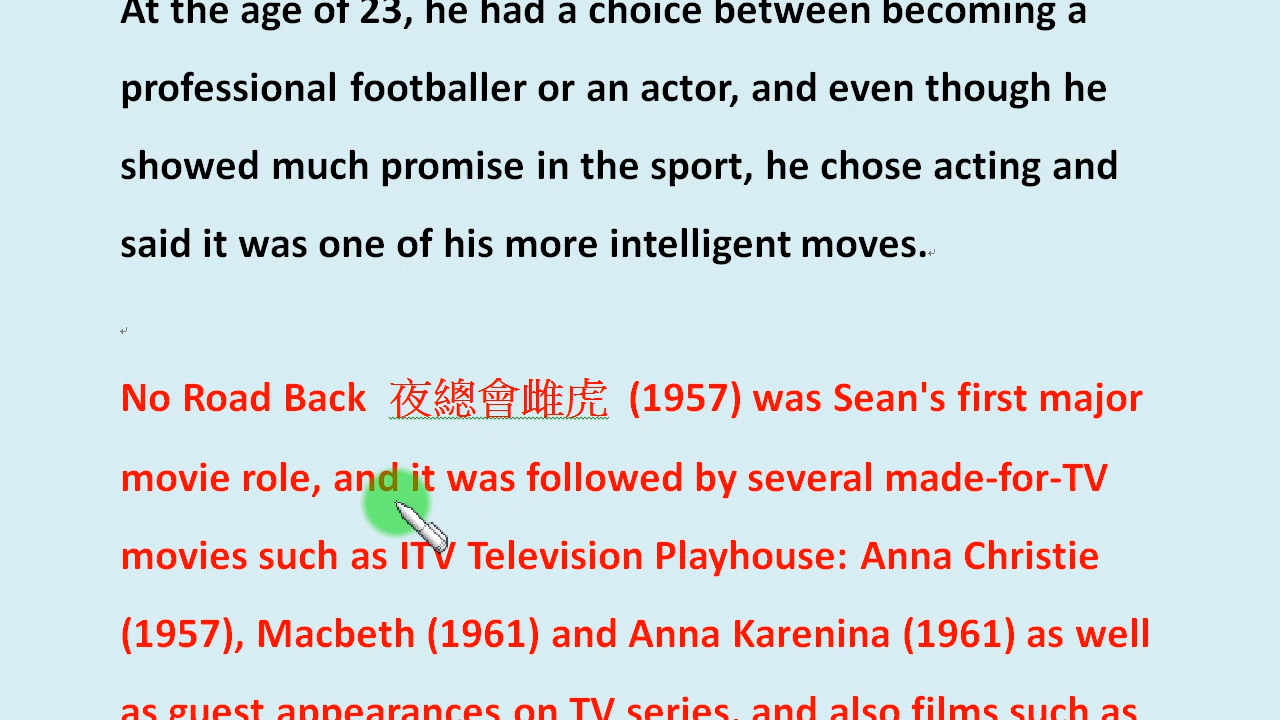 At the age of 23, he had a choice between becoming a
professional footballer or an actor, and even though he
showed much promise in the sport, he chose acting and
said it was one of his more intelligent moves.
No Road Back 夜總會雌虎 (1957) was Sean's first major
movie role, and it was followed by several made-for-TV
movies such as ITV Television Playhouse: Anna Christie
(1957), Macbeth (1961) and Anna Karenina (1961) as well
as guest appearances on TV series, and also films such as